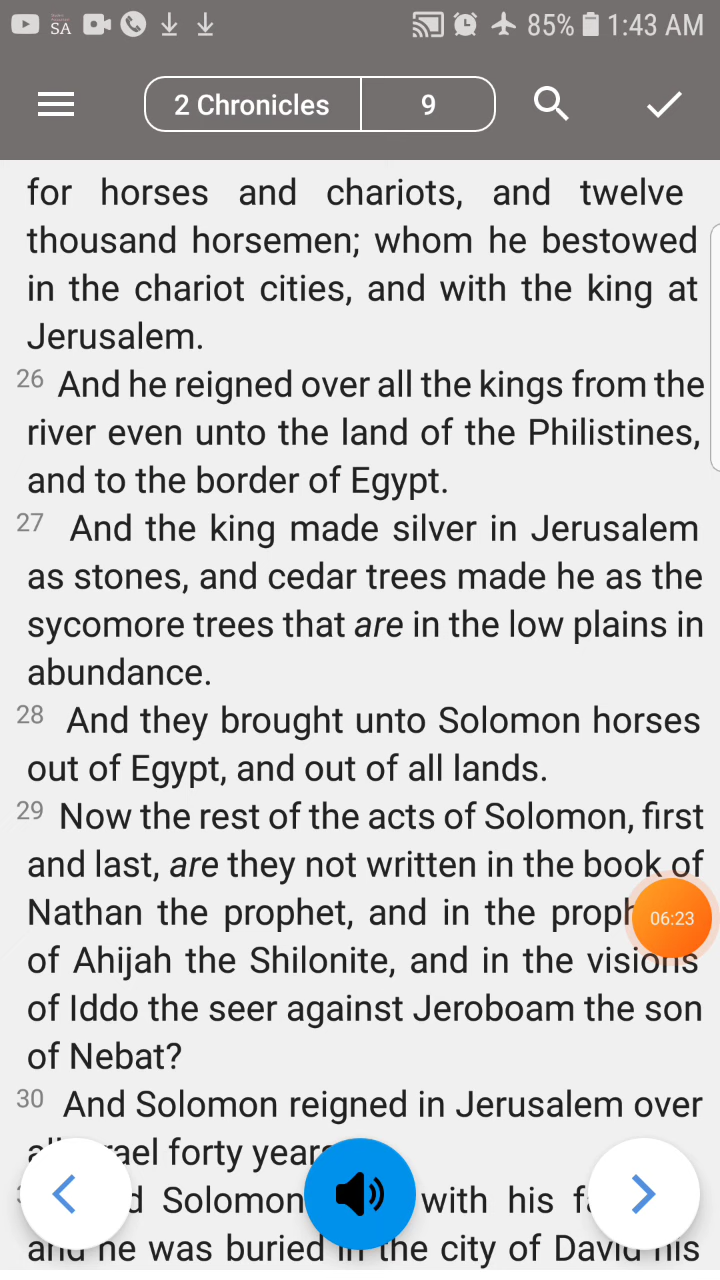 SA 85% 1:43 AM
2 Chronicles 9
for horses and chariots, and twelve
thousand horsemen; whom he bestowed
in the chariot cities, and with the king at
Jerusalem.
26 And he reigned over all the kings from the
river even unto the land of the Philistines,
and to the border of Egypt.
27 And the king made silver in Jerusalem
as stones, and cedar trees made he as the
sycomore trees that are in the low plains in
abundance.
28 And they brought unto Solomon horses
out of Egypt, and out of all lands.
29 Now the rest of the acts of Solomon, first
and last, are they not written in the book of
Nathan the prophet, and in the
06:23
of Ahijah the Shilonite, and in the visions
of Iddo the seer against Jeroboam the son
of Nebat?
30 And Solomon reigned in Jerusalem over
forty years
Solomon with his
and he was buried in the city of David his